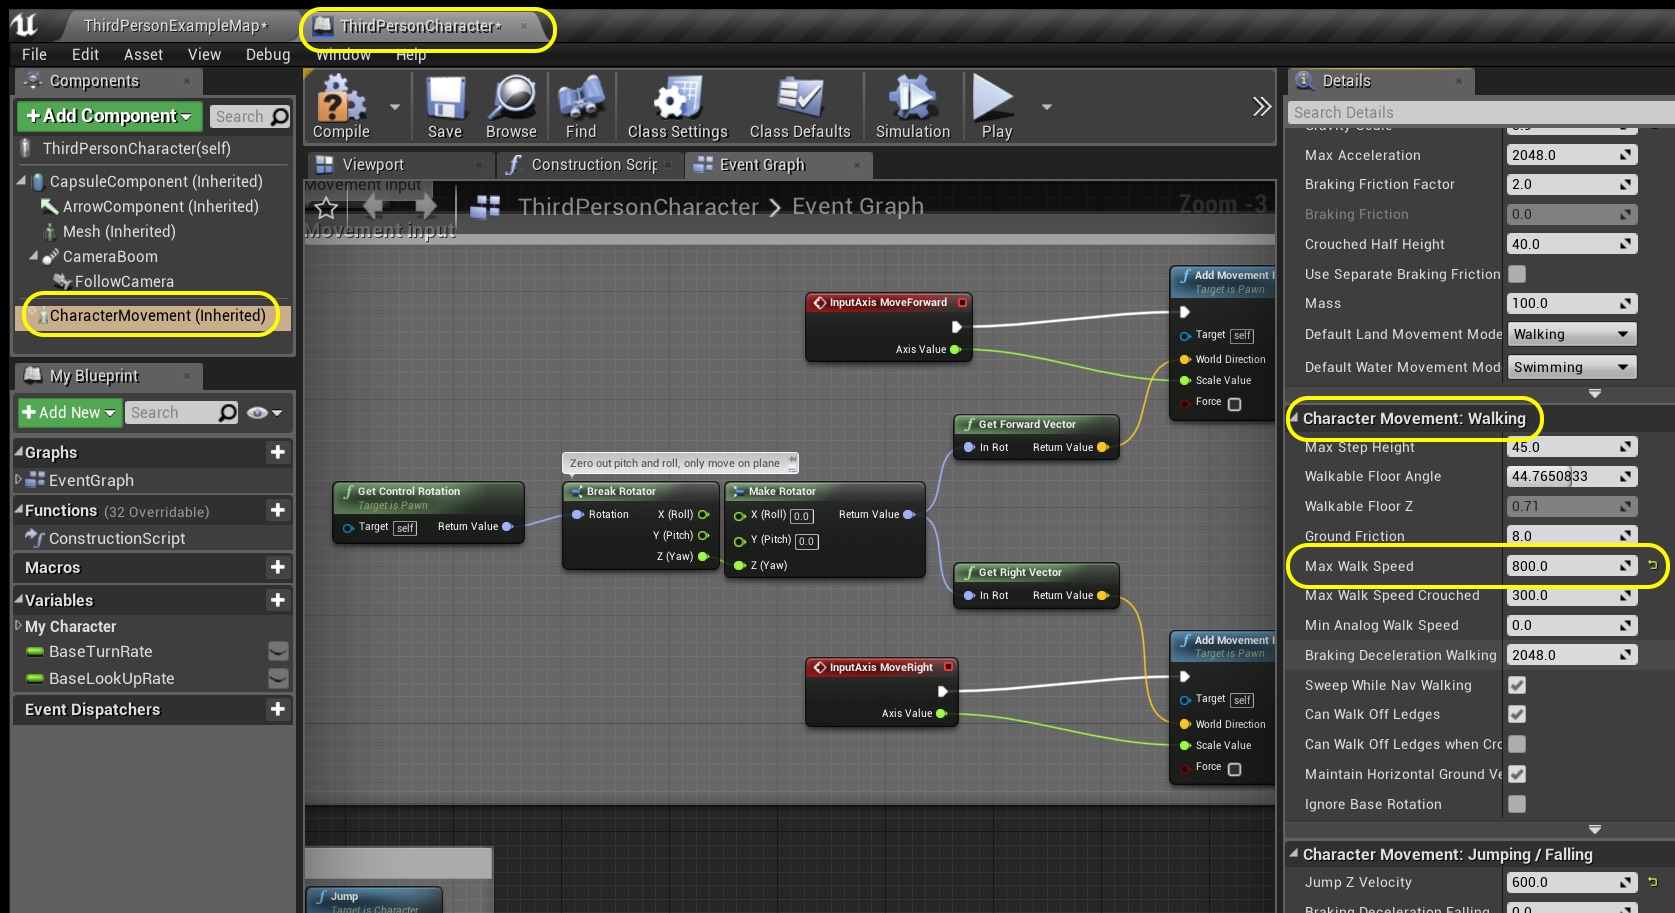 ThirdPersonExampleMap*
ThirdPersonCharacter*
File Edit Asset View Debug Window Help
Components
+Add Component
Search
ThirdPersonCharacter(self)
CapsuleComponent (Inherited)
ArrowComponent (Inherited)
Mesh (Inherited)
CameraBoom
FollowCamera
CharacterMovement (Inherited)
My Blueprint
+Add New
Search
Graphs
EventGraph
Functions (32 Overridable)
ConstructionScript
Macros
Variables
My Character
BaseTurnRate
BaseLookUpRate
Event Dispatchers
Compile
Save
Browse
Find
Class Settings
Class Defaults
Simulation
Play
Viewport
Construction Scrip
Event Graph
Movement Input
ThirdPersonCharacter > Event Graph
Zoom -3
Movement input
InputAxis MoveForward
Axis Value
Add Movement I
Target is Pawn
Target self
World Direction
Scale Value
Force
Get Forward Vector
In Rot Return Value
Zero out pitch and roll, only move on plane
Get Control Rotation
Target is Pawn
Target self Return Value
Break Rotator
Rotation X (Roll)
Y (Pitch)
Z (Yaw)
Make Rotator
X (Roll) 0.0 Return Value
Y (Pitch) 0.0
Z (Yaw)
Get Right Vector
In Rot Return Value
InputAxis MoveRight
Axis Value
Add Movement I
Target is Pawn
Target self
World Direction
Scale Value
Force
Jump
Target is Character
Details
Search Details
Gravity Scale
Max Acceleration 2048.0
Braking Friction Factor 2.0
Braking Friction 0.0
Crouched Half Height 40.0
Use Separate Braking Friction
Mass 100.0
Default Land Movement Mode Walking
Default Water Movement Mod Swimming
Character Movement: Walking
Max Step Height 45.0
Walkable Floor Angle 44.7650833
Walkable Floor Z 0.71
Ground Friction 8.0
Max Walk Speed 800.0
Max Walk Speed Crouched 300.0
Min Analog Walk Speed 0.0
Braking Deceleration Walking 2048.0
Sweep While Nav Walking
Can Walk Off Ledges
Can Walk Off Ledges when Cro
Maintain Horizontal Ground Ve
Ignore Base Rotation
Character Movement: Jumping / Falling
Jump Z Velocity 600.0
Braking Deceleration Falling 0.0